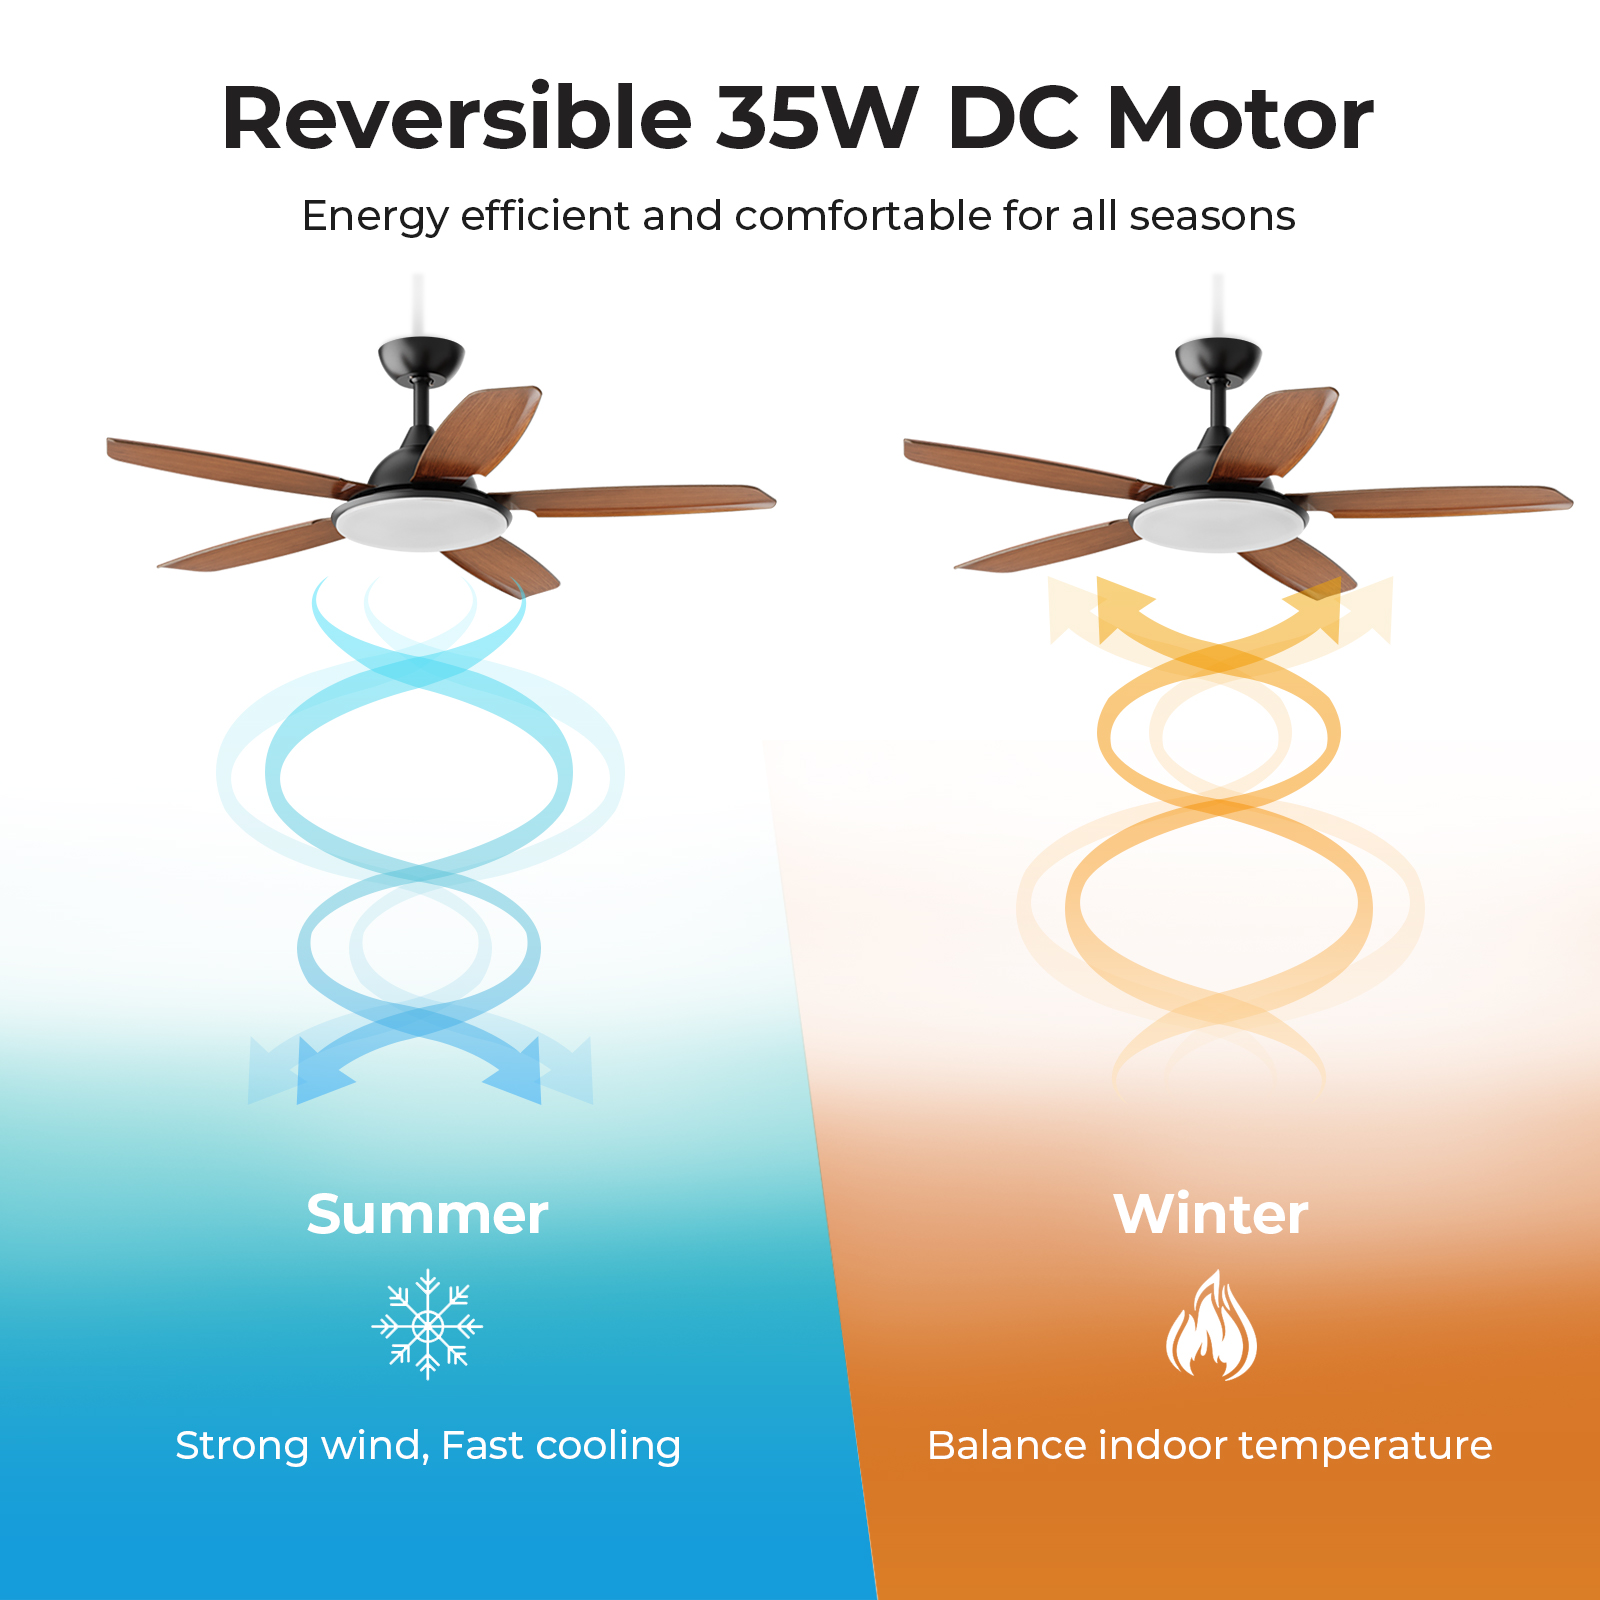 Reversible 35W DC Motor
Energy efficient and comfortable for all seasons
Summer
Winter
Strong wind, Fast cooling
Balance indoor temperature